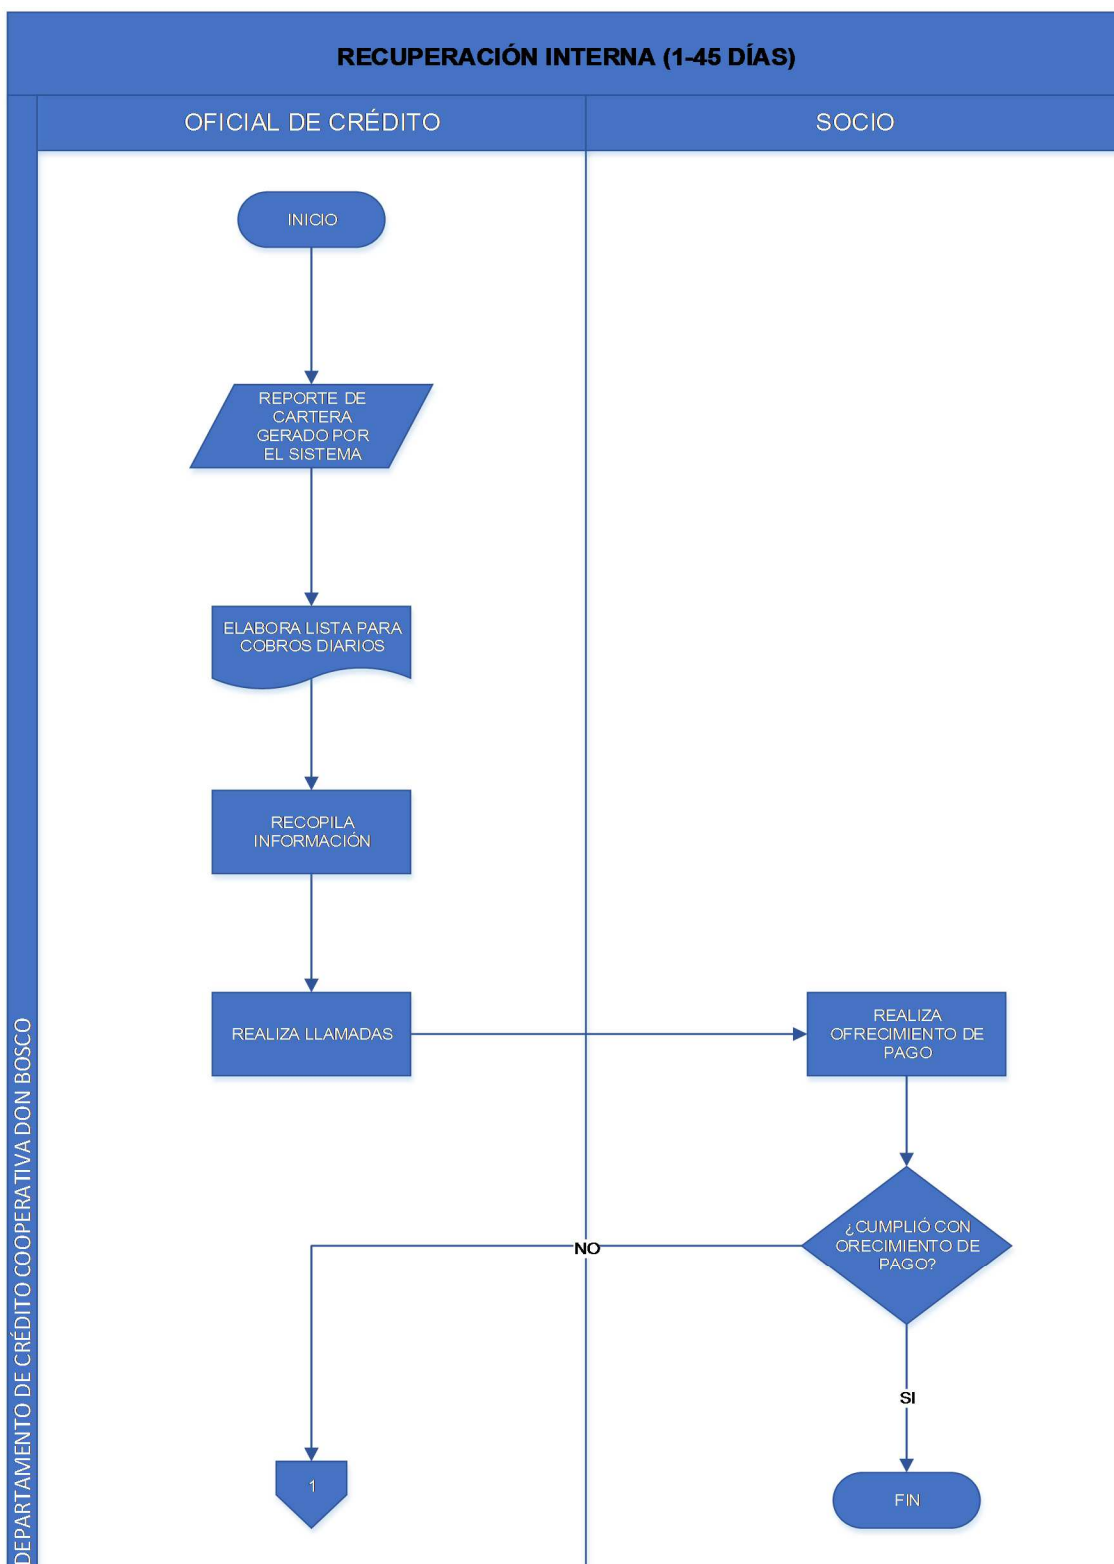 RECUPERACIÓN INTERNA (1-45 DÍAS)
OFICIAL DE CRÉDITO
SOCIO
DEPARTAMENTO DE CRÉDITO COOPERATIVA DON BOSCO
INICIO
REPORTE DE
CARTERA
GERADO POR
EL SISTEMA
ELABORA LISTA PARA
COBROS DIARIOS
RECOPILA
INFORMACIÓN
REALIZA LLAMADAS
REALIZA
OFRECIMIENTO DE
PAGO
¿CUMPLIÓ CON
ORECIMIENTO DE
PAGO?
NO
SI
1
FIN